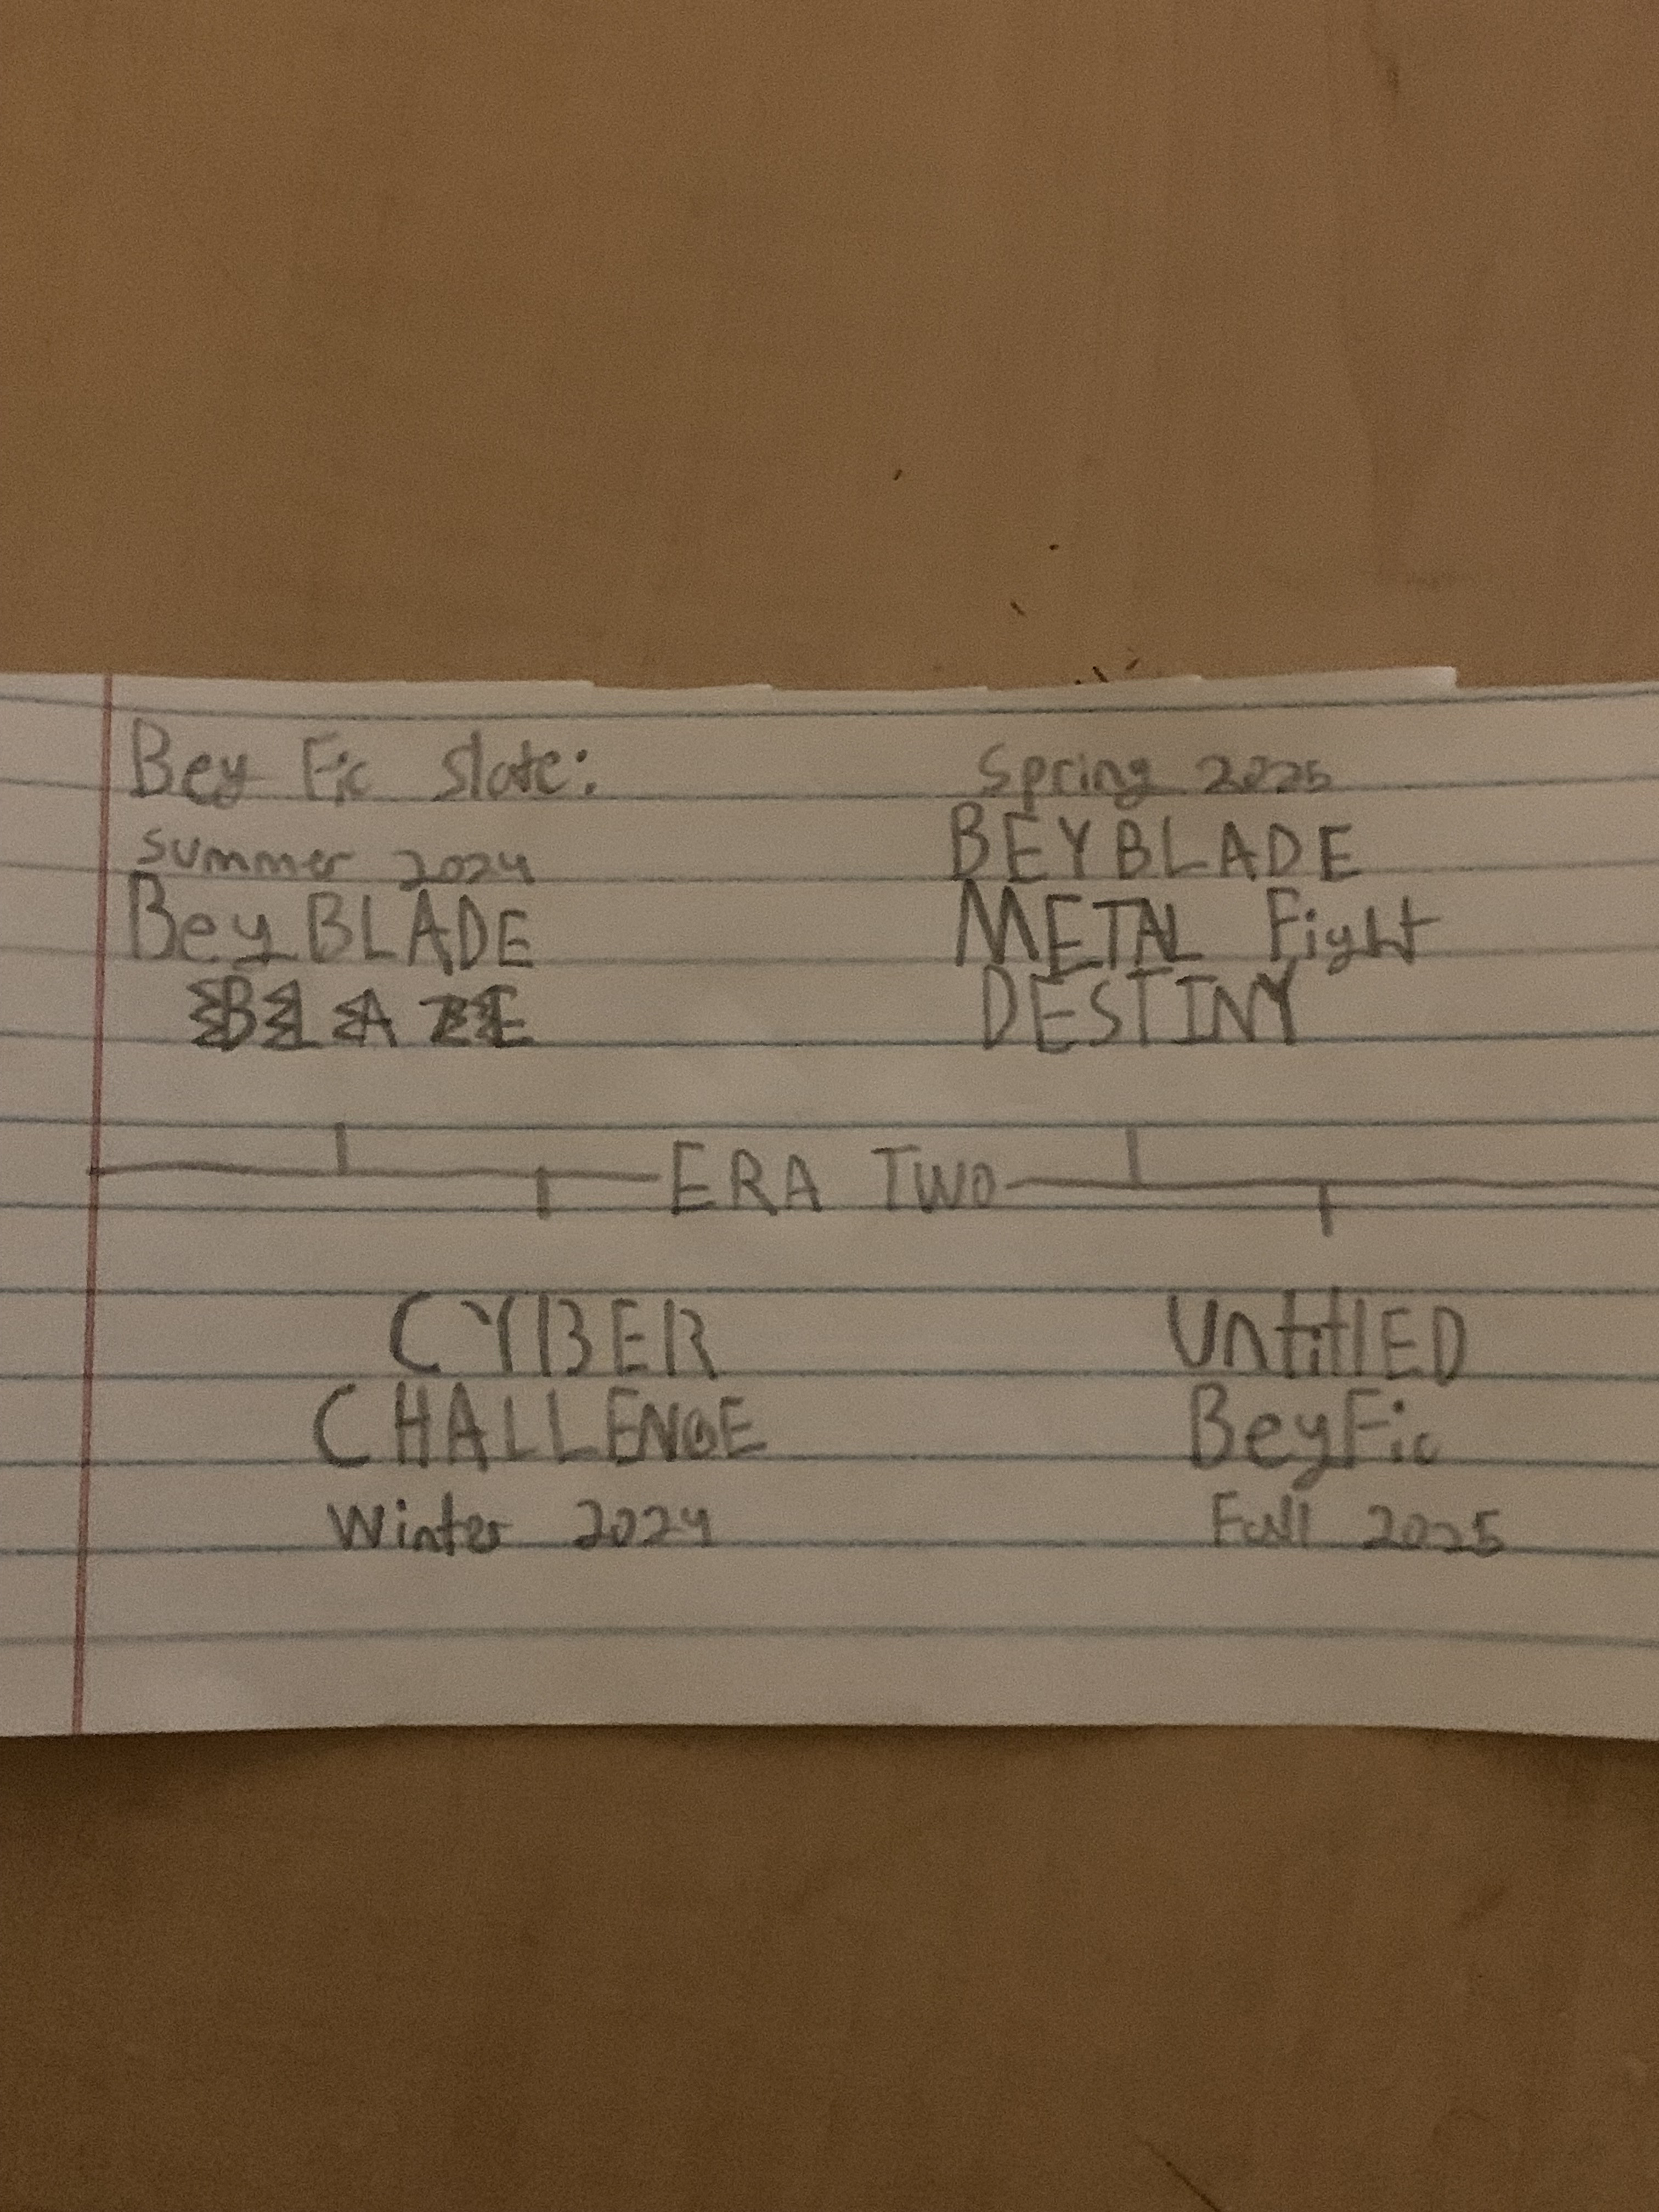 Bey Fic Slate:
Summer 2024
BeyBLADE
BLAZE
Spring 2025
BEYBLADE
METAL Fight
DESTINY
ERA TWO
CYBER
CHALLENGE
Winter 2024
UntitlED
BeyFic
Fall 2025